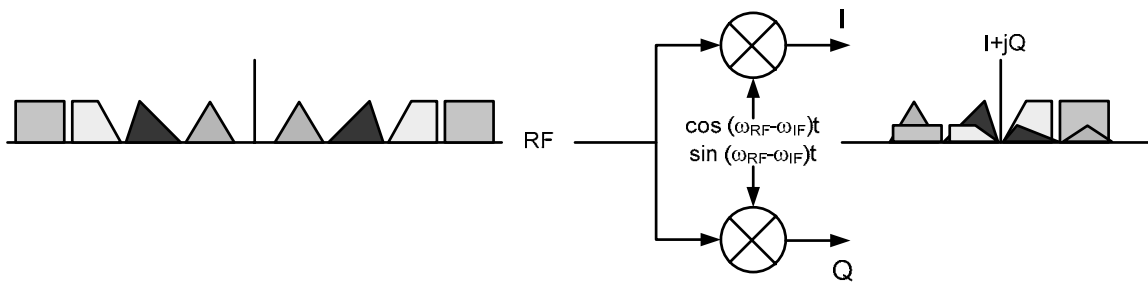 I
I+jQ
RF
cos (ωRF-ωIF)t
sin (ωRF-ωIF)t
Q